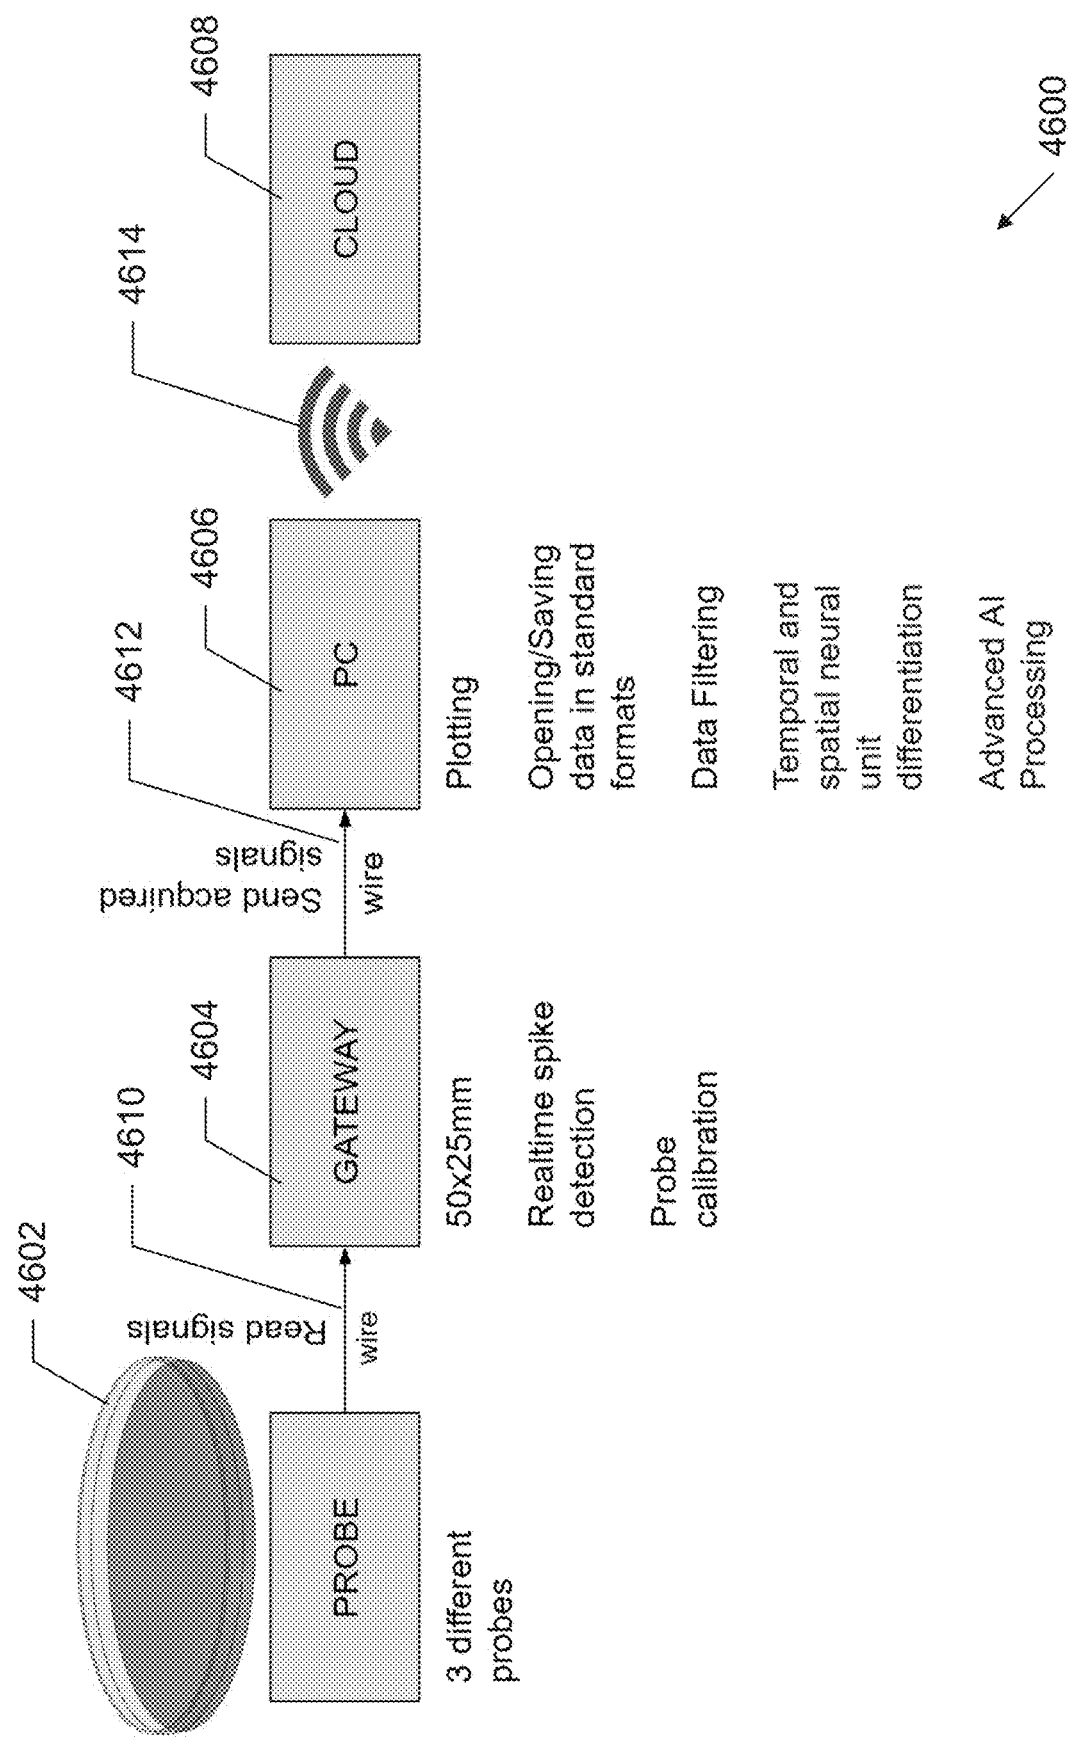 4602
4610
4604
4612
4606
4614
4608
PROBE
Read signals
wire
GATEWAY
Send acquired
signals
wire
PC
CLOUD
3 different
probes
50x25mm
Realtime spike
detection
Probe
calibration
Plotting
Opening/Saving
data in standard
formats
Data Filtering
Temporal and
spatial neural
unit
differentiation
Advanced AI
Processing
4600